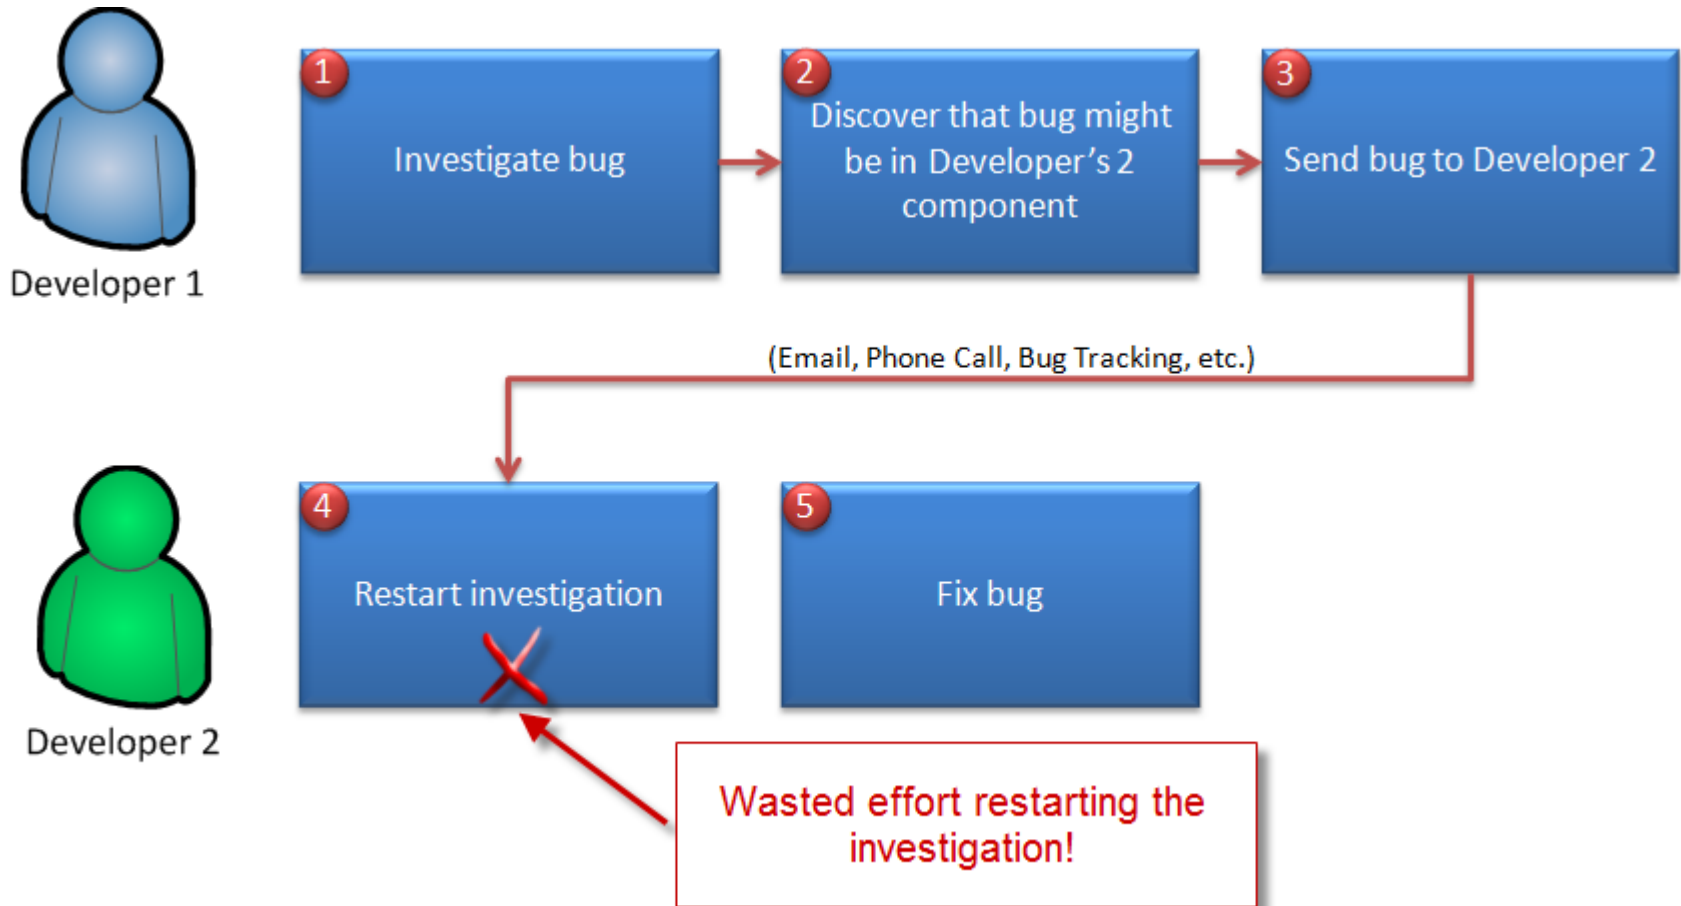 1
Investigate bug
2
Discover that bug might
be in Developer's 2
component
3
Send bug to Developer 2
Developer 1
(Email, Phone Call, Bug Tracking, etc.)
4
Restart investigation
5
Fix bug
Developer 2
Wasted effort restarting the
investigation!